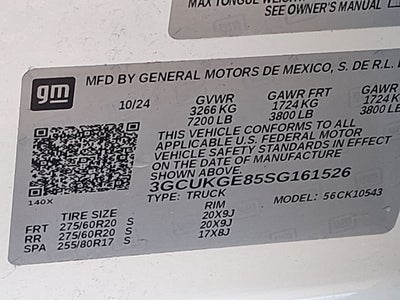 MAX TONGUE WEIGHT
SEE OWNER'S MANUAL
gm
MFD BY GENERAL MOTORS DE MEXICO, S. DE R.L.
10/24 GVWR GAWR FRT GAWR
3266 KG 1724 KG 1724 K
7200 LB 3800 LB 3800 LB
THIS VEHICLE CONFORMS TO ALL
APPLICABLE U.S. FEDERAL MOTOR
VEHICLE SAFETY STANDARDS IN EFFECT
ON THE DATE OF MANUFACTURE
3GCUKGE85SG161526
TYPE: TRUCK MODEL: 56CK10543
140X
TIRE SIZE RIM
FRT 275/60R20 S 20X9J
RR 275/60R20 S 20X9J
SPA 255/80R17 S 17X8J